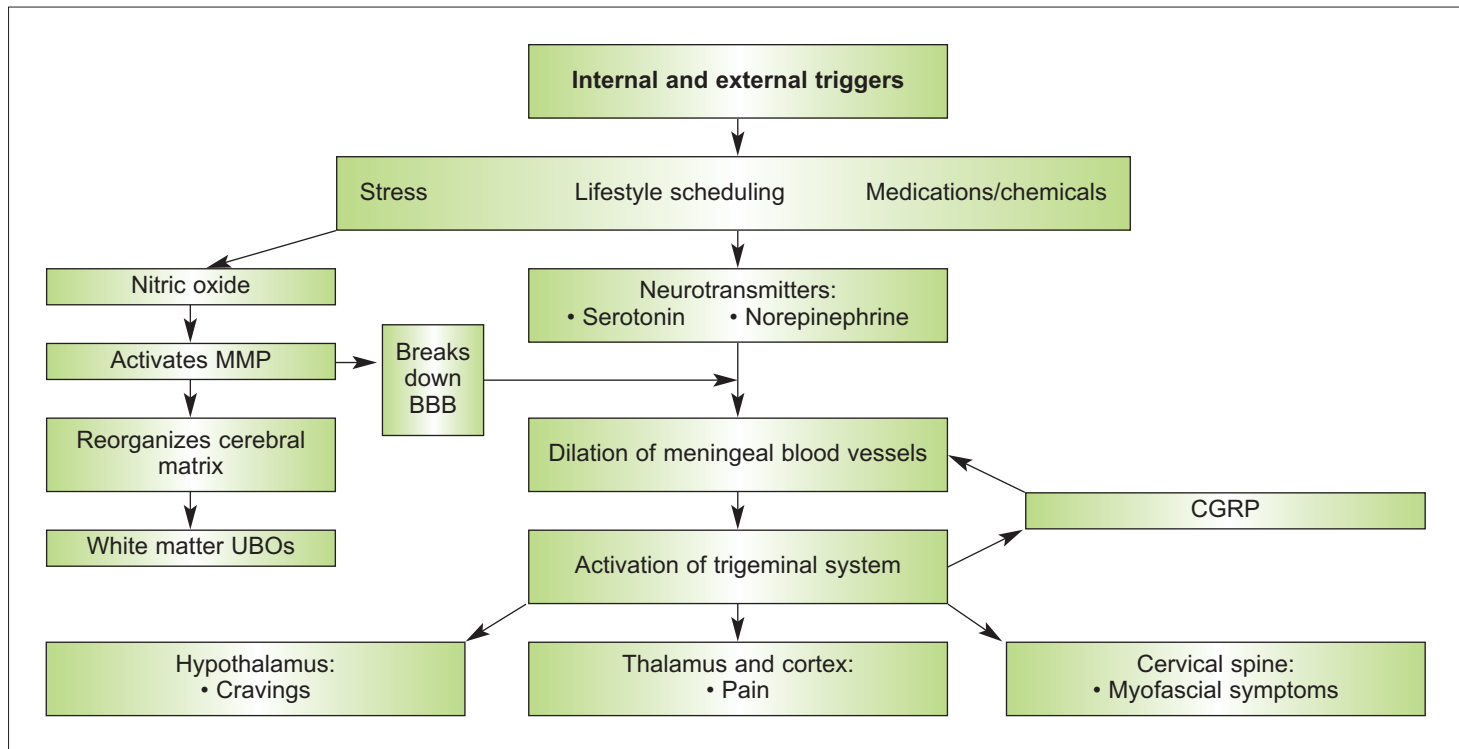 Internal and external triggers
Stress Lifestyle scheduling Medications/chemicals
Nitric oxide
Neurotransmitters:
• Serotonin • Norepinephrine
Activates MMP
Breaks
down
BBB
Reorganizes cerebral
matrix
Dilation of meningeal blood vessels
CGRP
White matter UBOs
Activation of trigeminal system
Hypothalamus:
• Cravings
Thalamus and cortex:
• Pain
Cervical spine:
• Myofascial symptoms